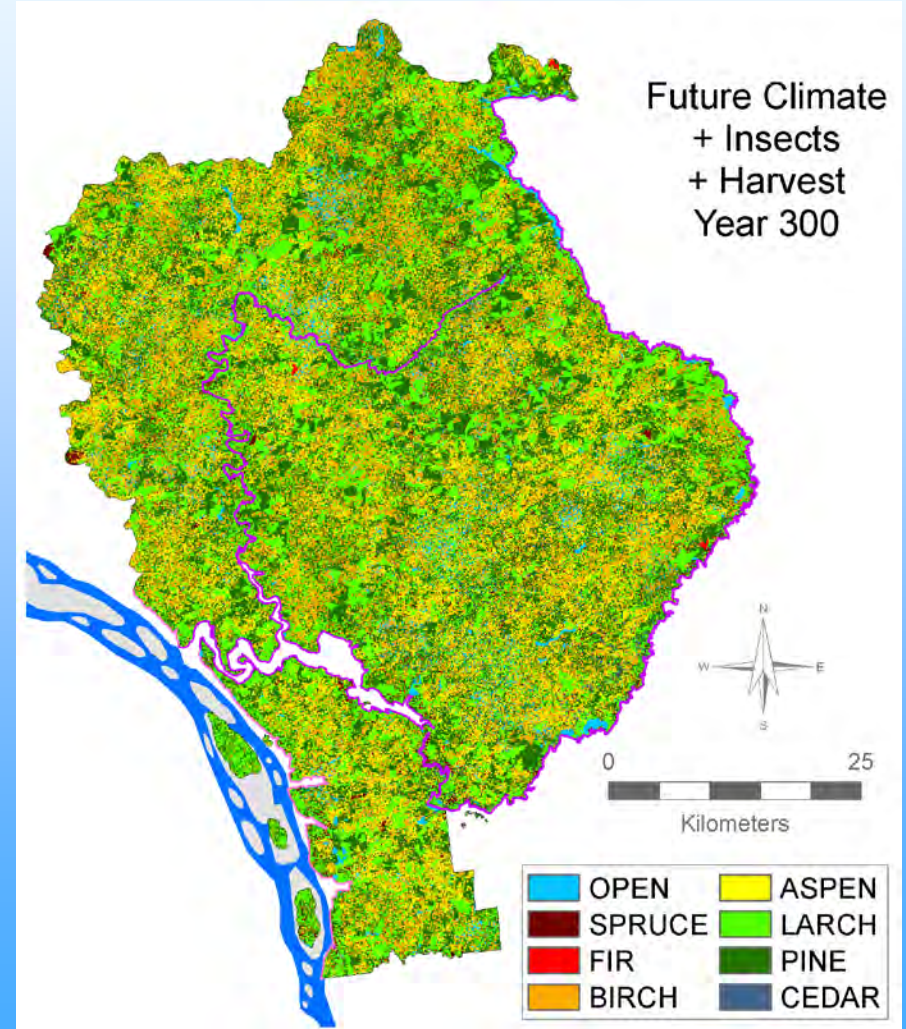 Future Climate
+ Insects
+ Harvest
Year 300
N
W E
S
0 25
Kilometers
OPEN ASPEN
SPRUCE LARCH
FIR PINE
BIRCH CEDAR